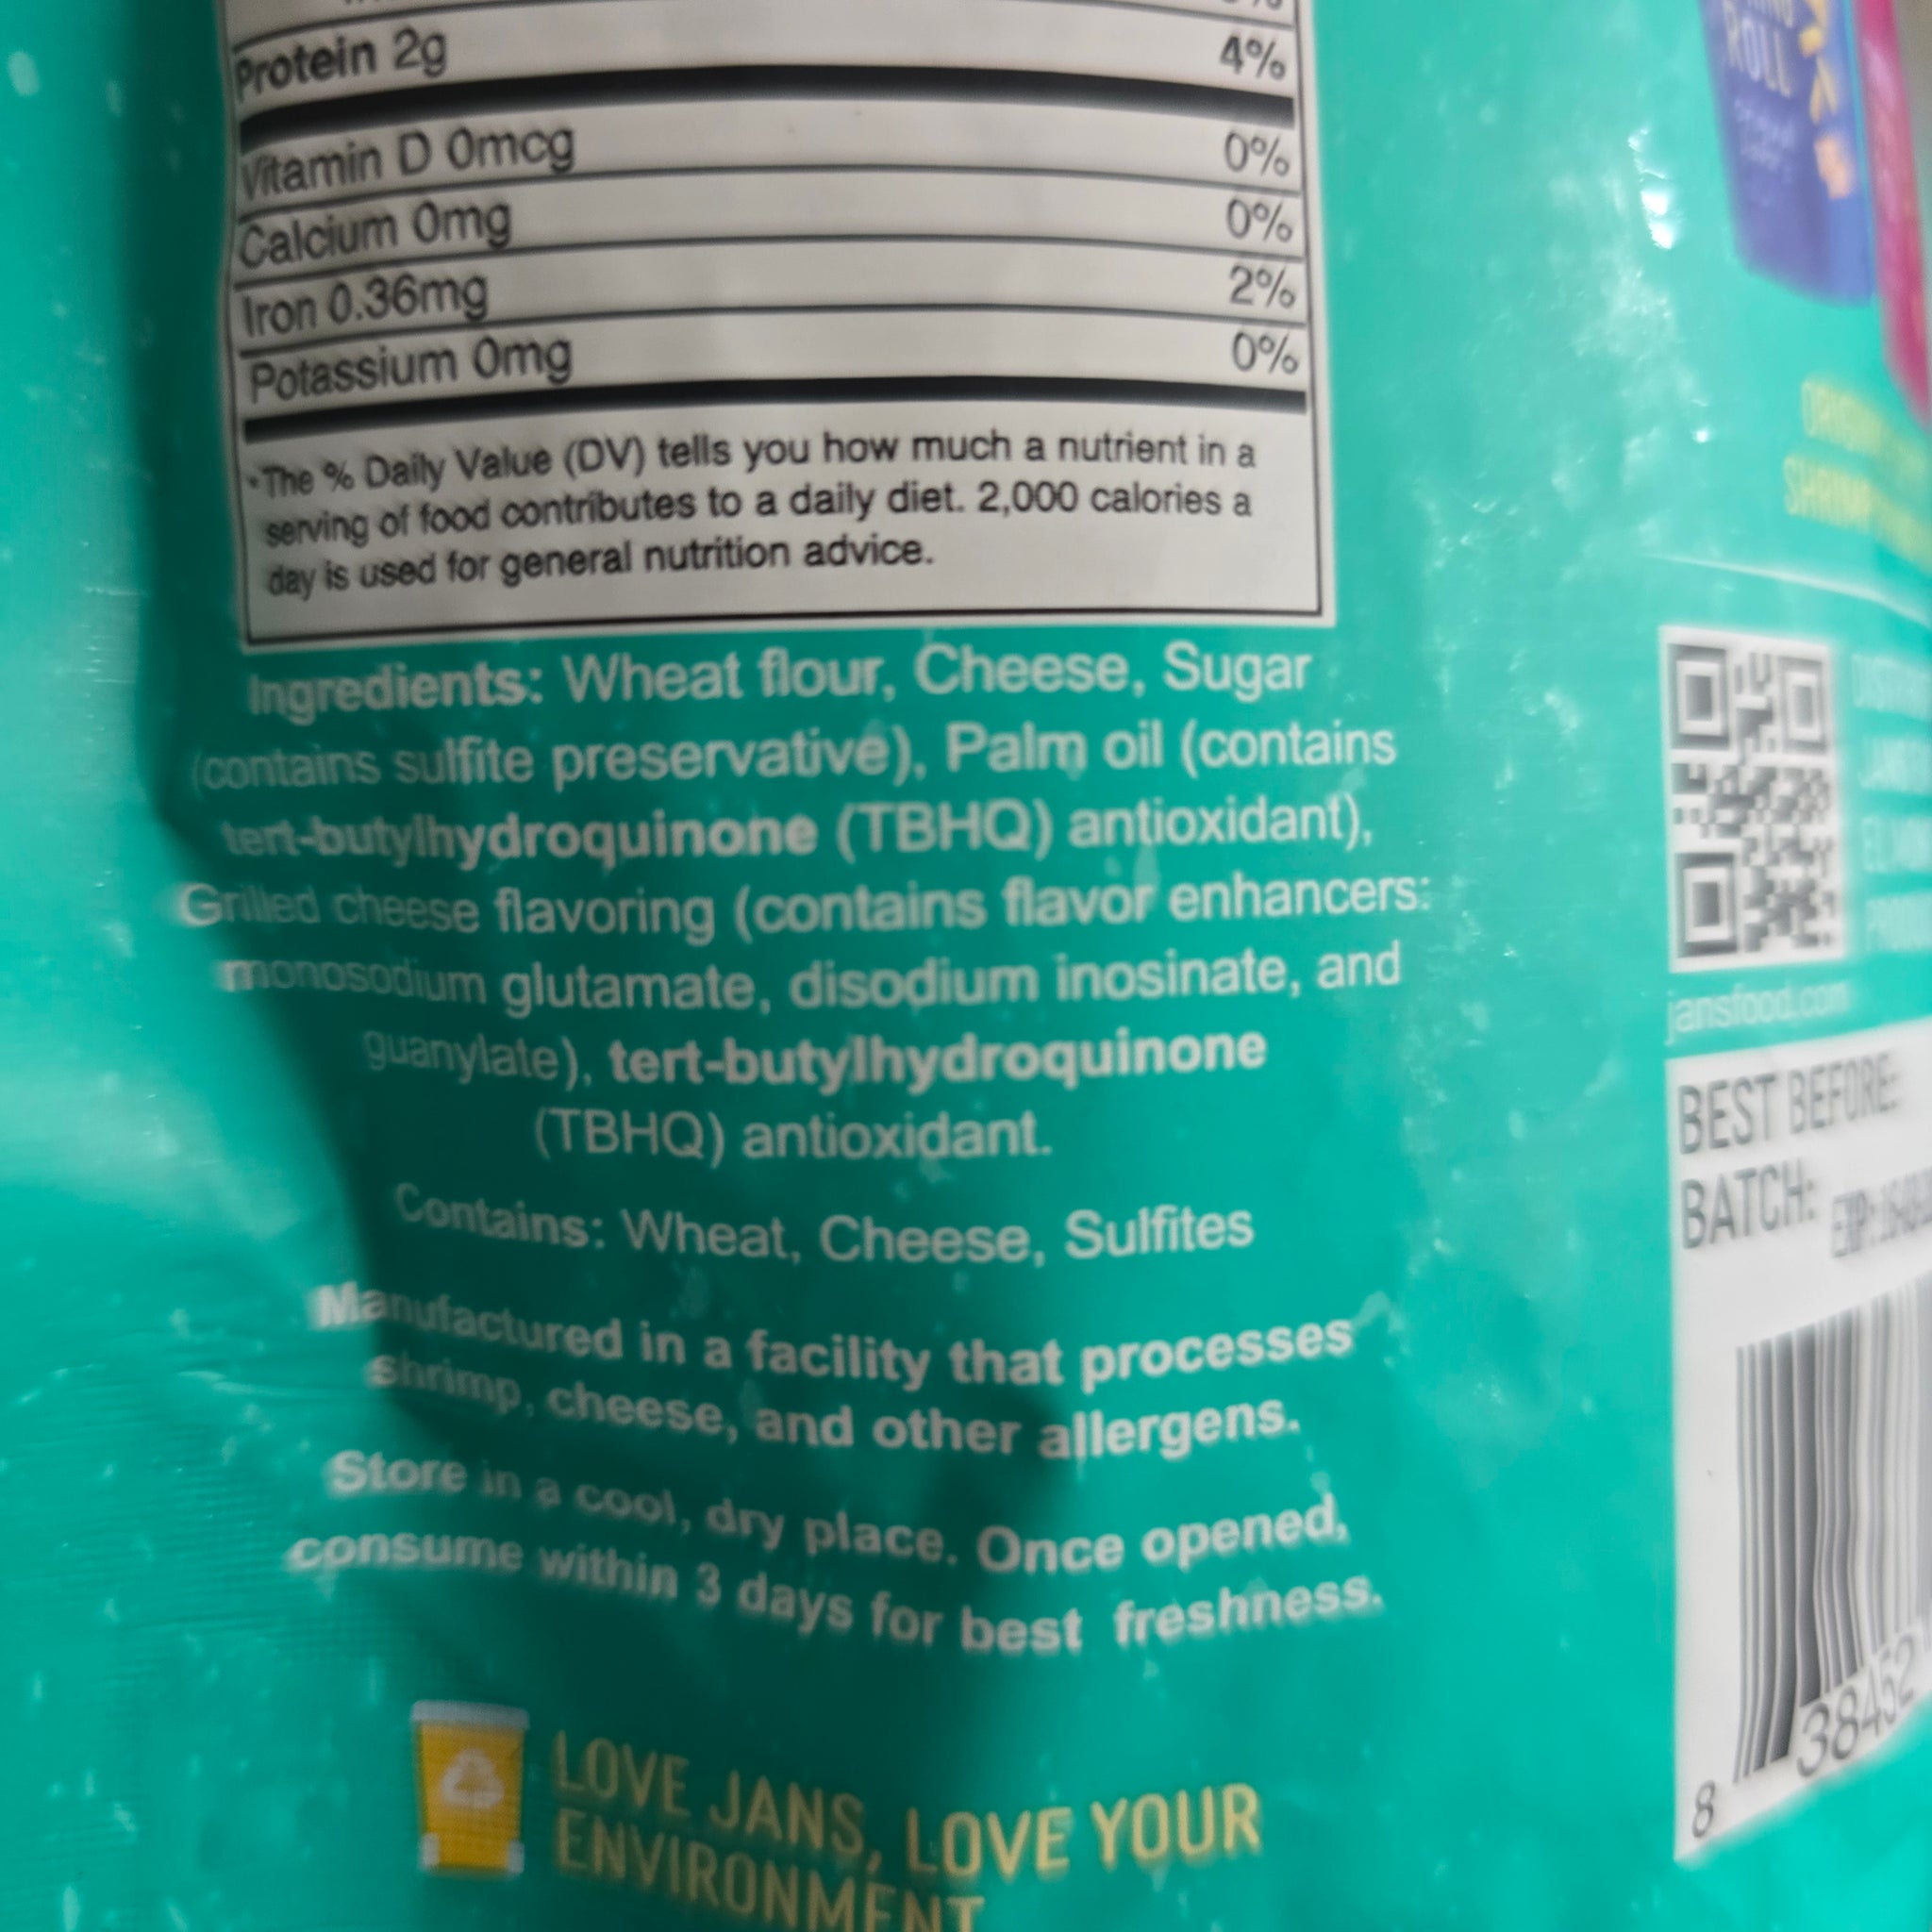 Protein 2g 4%
Vitamin D 0mcg 0%
Calcium 0mg 0%
Iron 0.36mg 2%
Potassium 0mg 0%
*The % Daily Value (DV) tells you how much a nutrient in a
serving of food contributes to a daily diet. 2,000 calories a
day is used for general nutrition advice.
Ingredients: Wheat flour, Cheese, Sugar
(contains sulfite preservative), Palm oil (contains
tert-butylhydroquinone (TBHQ) antioxidant),
Grilled cheese flavoring (contains flavor enhancers:
monosodium glutamate, disodium inosinate, and
guanylate), tert-butylhydroquinone
(TBHQ) antioxidant.
Contains: Wheat, Cheese, Sulfites
Manufactured in a facility that processes
shrimp, cheese, and other allergens.
Store in a cool, dry place. Once opened,
consume within 3 days for best freshness.
LOVE JANS, LOVE YOUR
ENVIRONMENT
ROLL
jansfood.com
BEST BEFORE:
BATCH:
8 38452